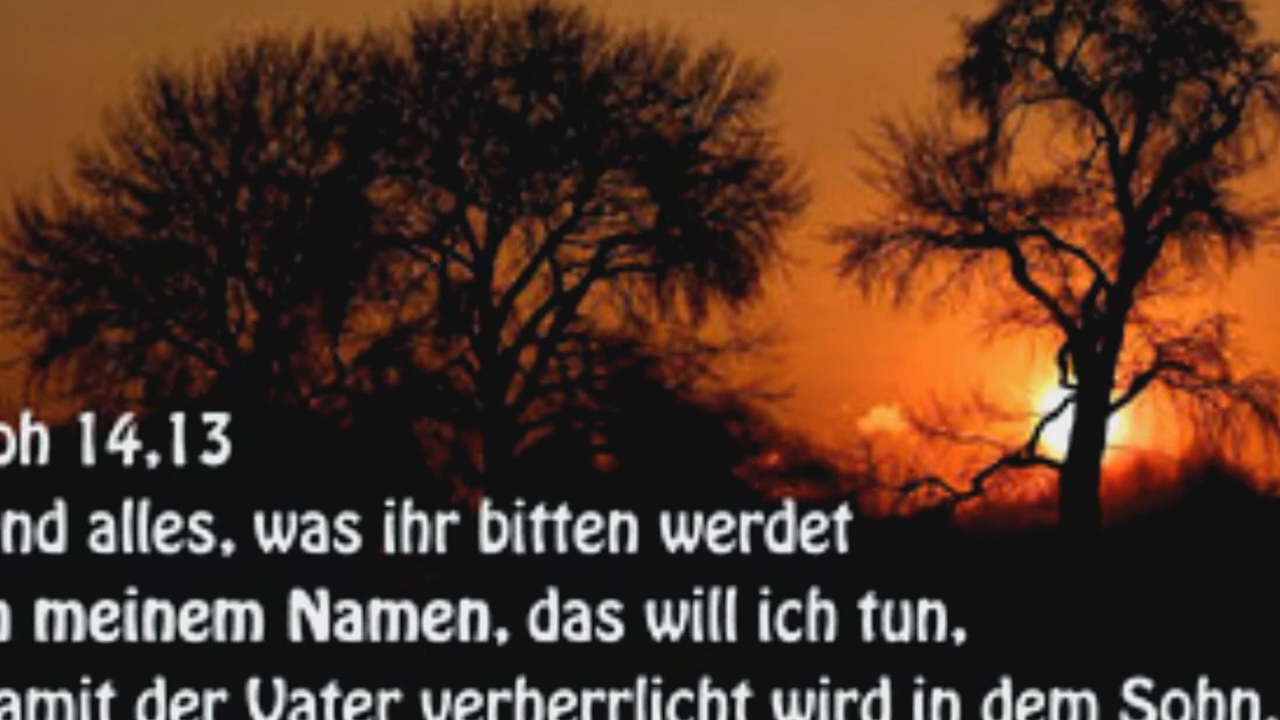 oh 14,13
nd alles, was ihr bitten werdet
n meinem Namen, das will ich tun,
amit der Vater verherrlicht wird in dem Sohn.